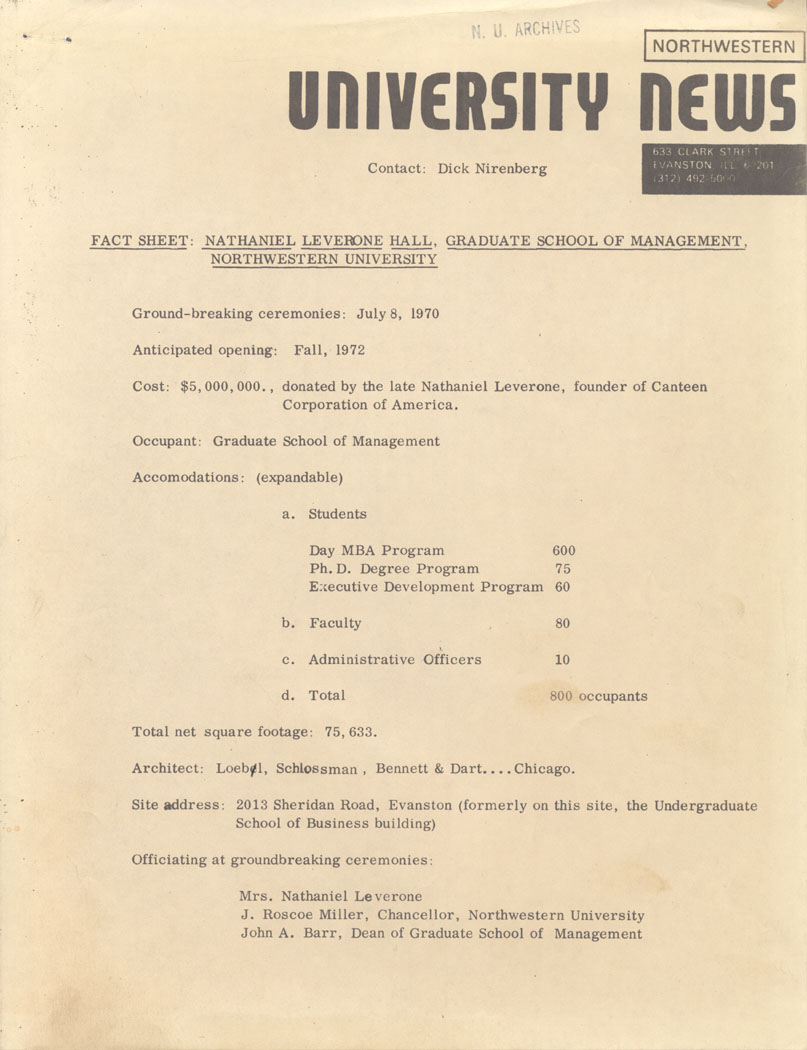 N. U. ARCHIVES
NORTHWESTERN
UNIVERSITY NEWS
633 CLARK STREET
EVANSTON ILL 6 201
(312) 492
Contact: Dick Nirenberg
FACT SHEET: NATHANIEL LEVERONE HALL, GRADUATE SCHOOL OF MANAGEMENT,
NORTHWESTERN UNIVERSITY
Ground-breaking ceremonies: July 8, 1970
Anticipated opening: Fall, 1972
Cost: $5,000,000., donated by the late Nathaniel Leverone, founder of Canteen
Corporation of America.
Occupant: Graduate School of Management
Accomodations: (expandable)
a. Students
Day MBA Program 600
Ph. D. Degree Program 75
Executive Development Program 60
b. Faculty 80
c. Administrative Officers 10
d. Total 800 occupants
Total net square footage: 75,633.
Architect: Loebl, Schlossman, Bennett & Dart....Chicago.
Site address: 2013 Sheridan Road, Evanston (formerly on this site, the Undergraduate
School of Business building)
Officiating at groundbreaking ceremonies:
Mrs. Nathaniel Leverone
J. Roscoe Miller, Chancellor, Northwestern University
John A. Barr, Dean of Graduate School of Management